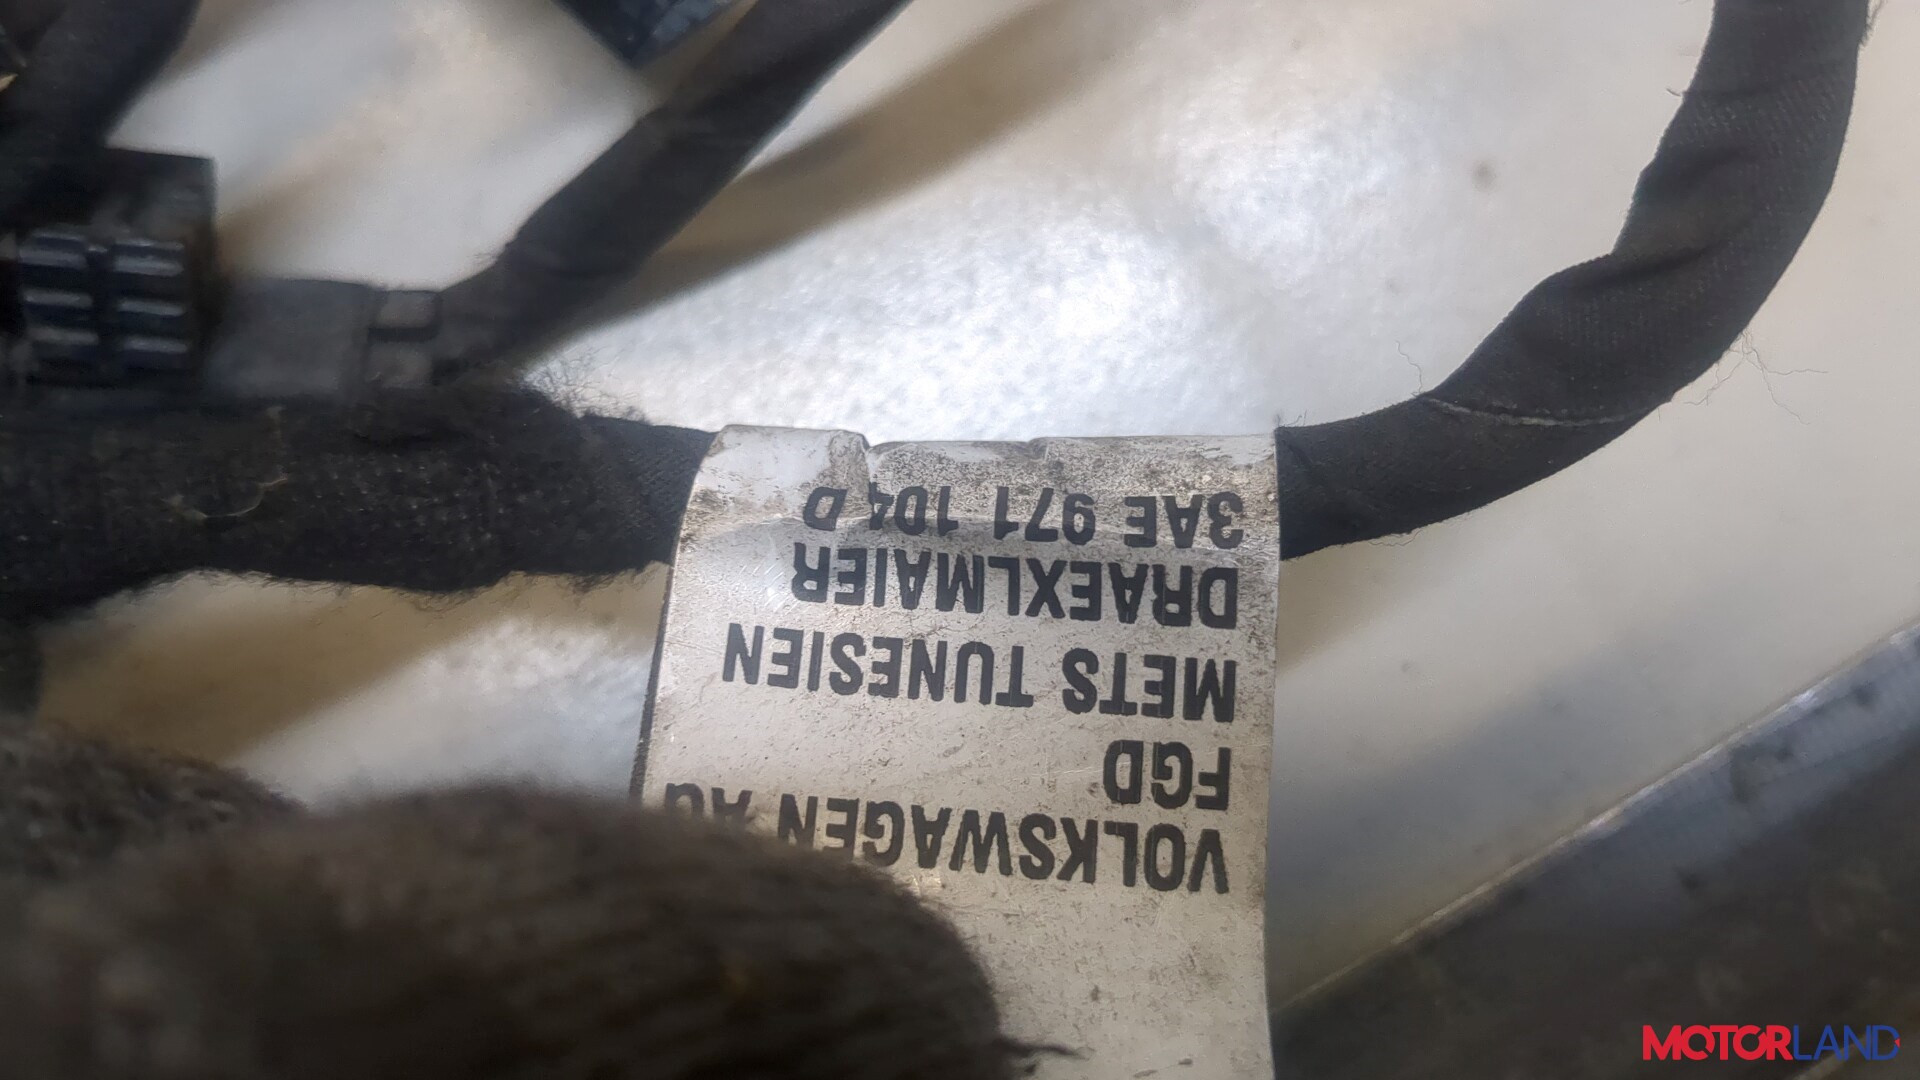 VOLKSWAGEN AG
FGD
METS TUNESIEN
DRAEXLMAIER
3AE 971 104 D
MOTORLAND